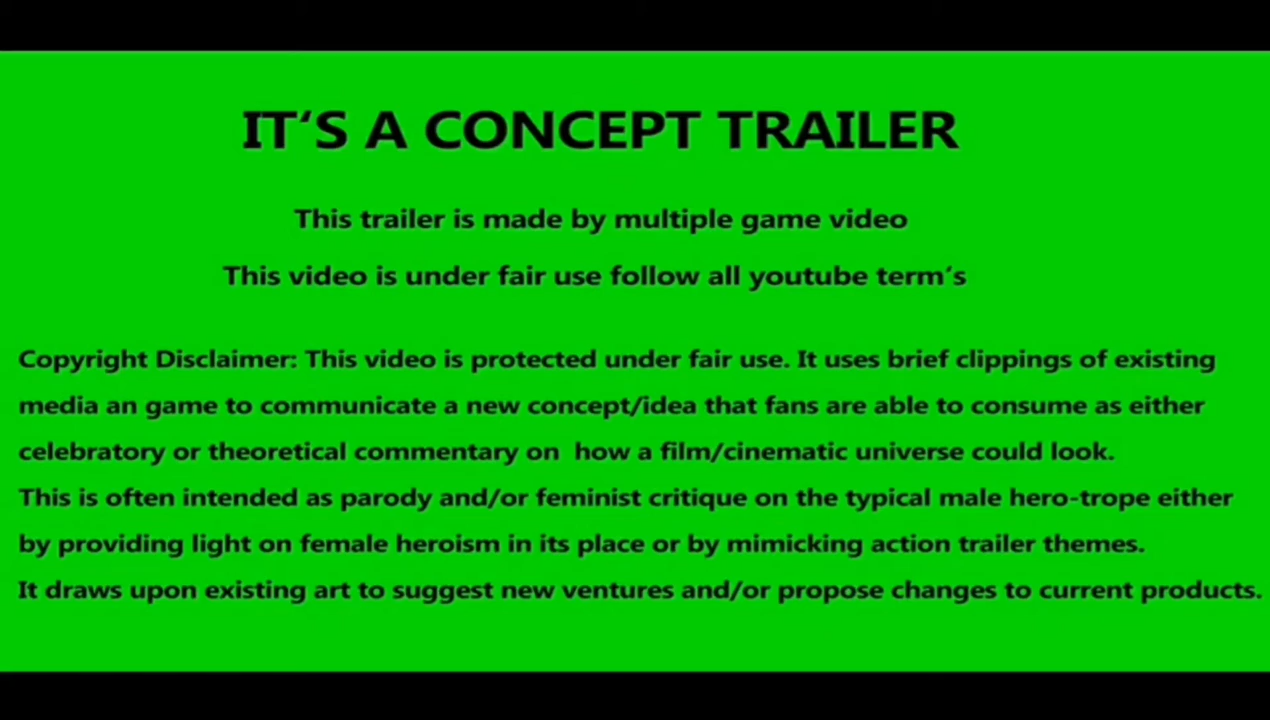 IT‘S A CONCEPT TRAILER
This trailer is made by multiple game video
This video is under fair use follow all youtube term’s
Copyright Disclaimer: This video is protected under fair use. It uses brief clippings of existing
media an game to communicate a new concept/idea that fans are able to consume as either
celebratory or theoretical commentary on how a film/cinematic universe could look.
This is often intended as parody and/or feminist critique on the typical male hero-trope either
by providing light on female heroism in its place or by mimicking action trailer themes.
It draws upon existing art to suggest new ventures and/or propose changes to current products.